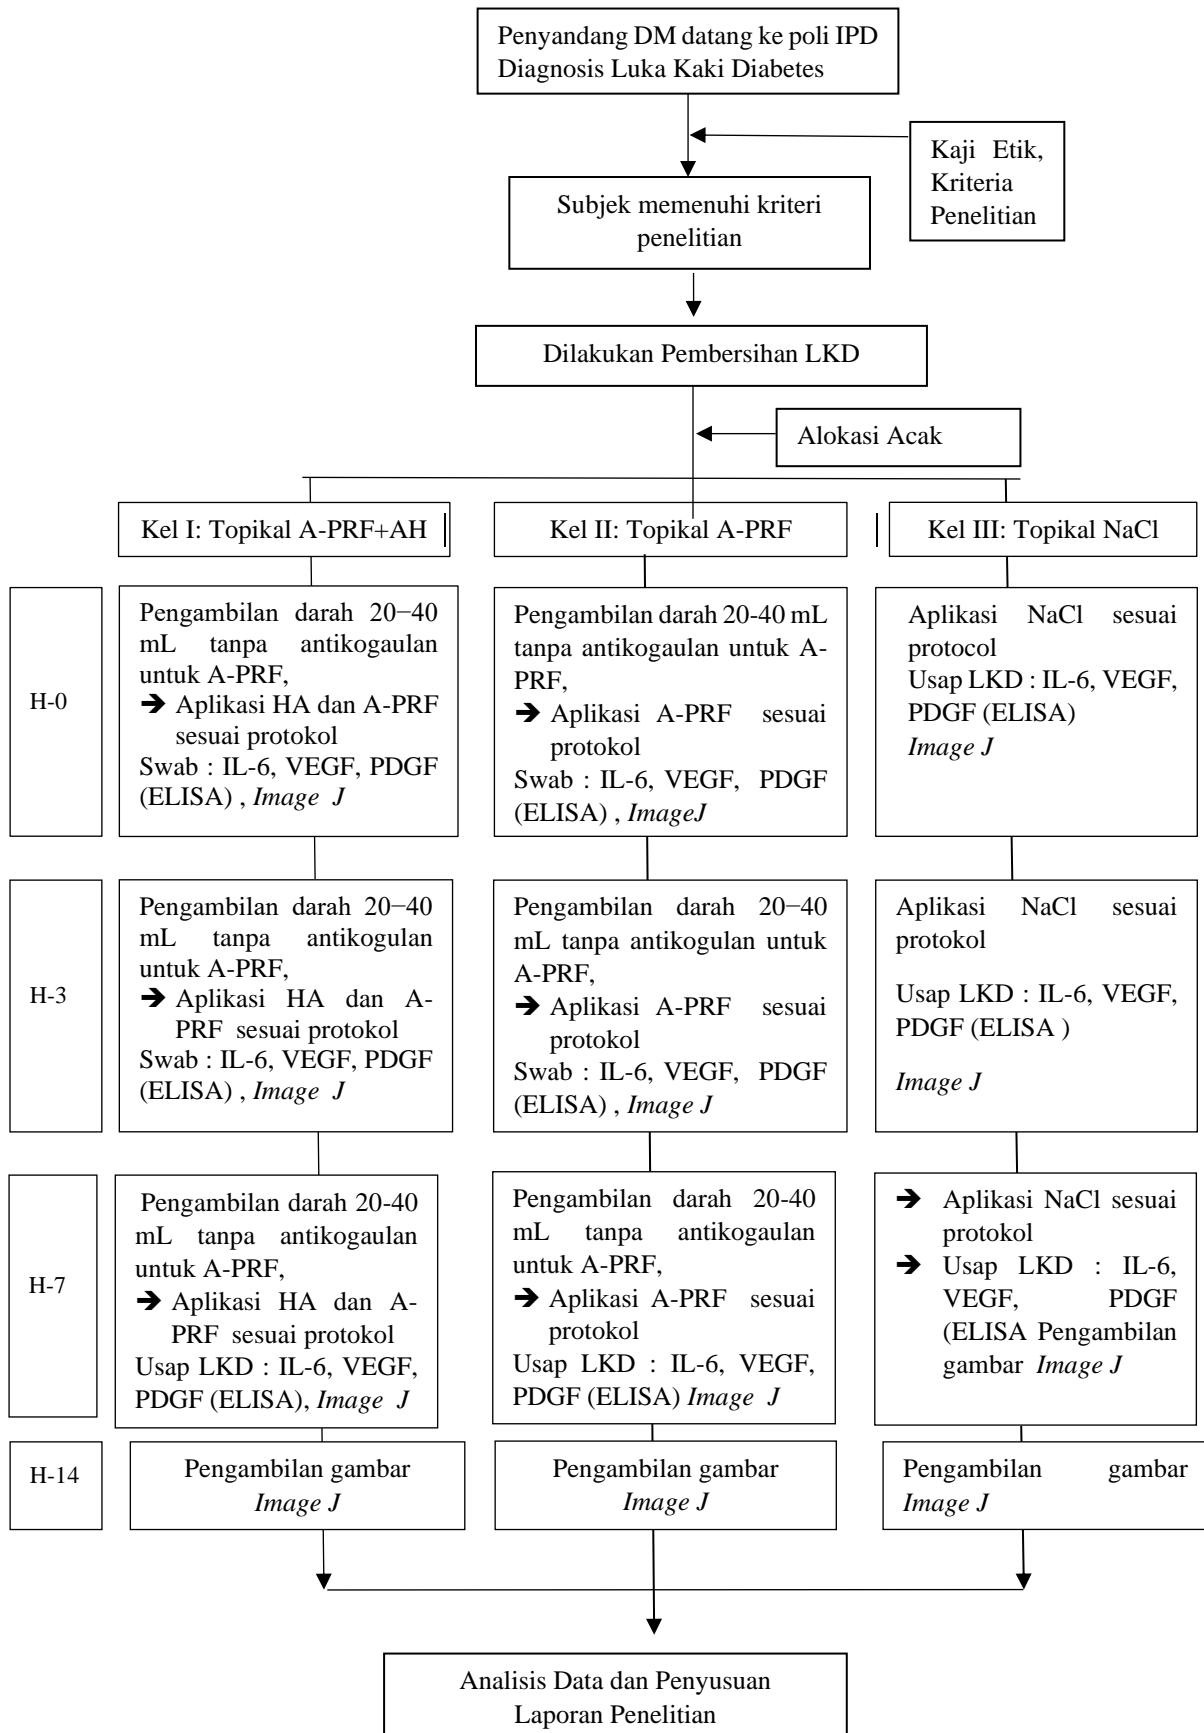 Penyandang DM datang ke poli IPD
Diagnosis Luka Kaki Diabetes
Kaji Etik,
Kriteria
Penelitian
Subjek memenuhi kriteri
penelitian
Dilakukan Pembersihan LKD
Alokasi Acak
Kel I: Topikal A-PRF+AH
Kel II: Topikal A-PRF
Kel III: Topikal NaCl
H-0
Pengambilan darah 20−40
mL tanpa antikogaulan
untuk A-PRF,
➔ Aplikasi HA dan A-PRF
sesuai protokol
Swab : IL-6, VEGF, PDGF
(ELISA) , Image J
Pengambilan darah 20-40 mL
tanpa antikogaulan untuk A-
PRF,
➔ Aplikasi A-PRF sesuai
protokol
Swab : IL-6, VEGF, PDGF
(ELISA) , ImageJ
Aplikasi NaCl sesuai
protocol
Usap LKD : IL-6, VEGF,
PDGF (ELISA)
Image J
H-3
Pengambilan darah 20−40
mL tanpa antikogulan
untuk A-PRF,
➔ Aplikasi HA dan A-
PRF sesuai protokol
Swab : IL-6, VEGF, PDGF
(ELISA) , Image J
Pengambilan darah 20−40
mL tanpa antikogulan untuk
A-PRF,
➔ Aplikasi A-PRF sesuai
protokol
Swab : IL-6, VEGF, PDGF
(ELISA) , Image J
Aplikasi NaCl sesuai
protokol
Usap LKD : IL-6, VEGF,
PDGF (ELISA )
Image J
H-7
Pengambilan darah 20-40
mL tanpa antikogaulan
untuk A-PRF,
➔ Aplikasi HA dan A-
PRF sesuai protokol
Usap LKD : IL-6, VEGF,
PDGF (ELISA), Image J
Pengambilan darah 20-40
mL tanpa antikogaulan
untuk A-PRF,
➔ Aplikasi A-PRF sesuai
protokol
Usap LKD : IL-6, VEGF,
PDGF (ELISA) Image J
➔ Aplikasi NaCl sesuai
protokol
➔ Usap LKD : IL-6,
VEGF, PDGF
(ELISA Pengambilan
gambar Image J
H-14
Pengambilan gambar
Image J
Pengambilan gambar
Image J
Pengambilan gambar
Image J
Analisis Data dan Penyusuan
Laporan Penelitian